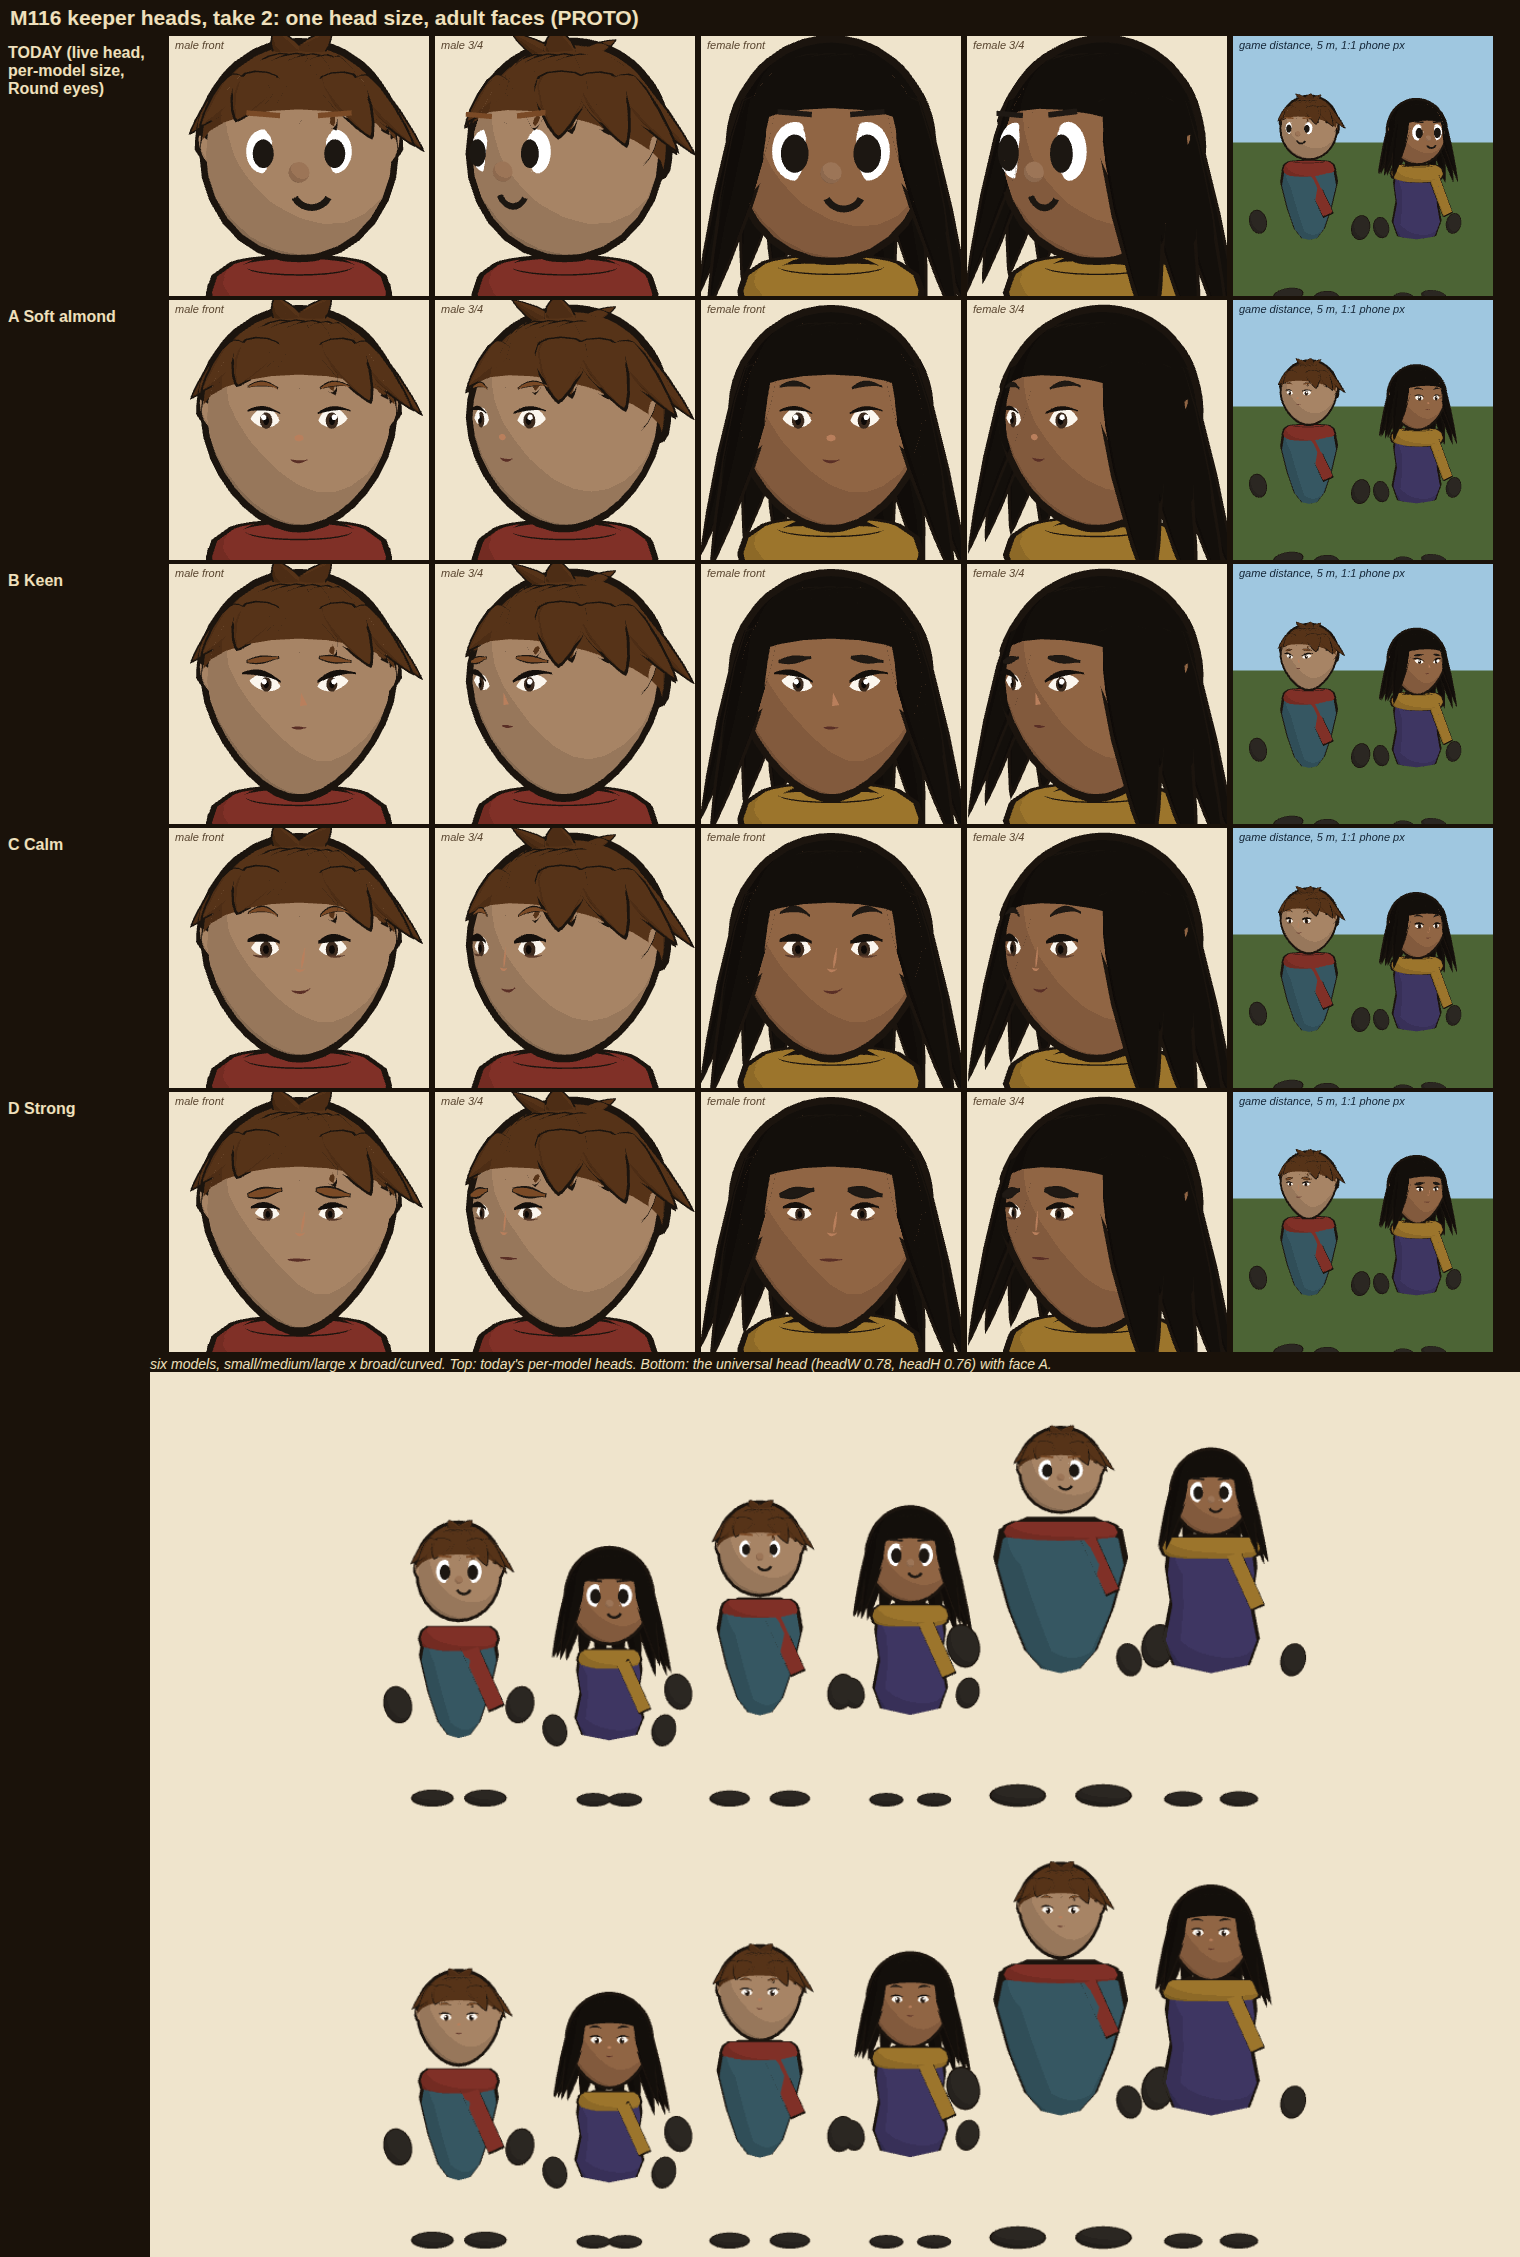 M116 keeper heads, take 2: one head size, adult faces (PROTO)
TODAY (live head,
per-model size,
Round eyes)
male front
male 3/4
female front
female 3/4
game distance, 5 m, 1:1 phone px
A Soft almond
male front
male 3/4
female front
female 3/4
game distance, 5 m, 1:1 phone px
B Keen
male front
male 3/4
female front
female 3/4
game distance, 5 m, 1:1 phone px
C Calm
male front
male 3/4
female front
female 3/4
game distance, 5 m, 1:1 phone px
D Strong
male front
male 3/4
female front
female 3/4
game distance, 5 m, 1:1 phone px
six models, small/medium/large x broad/curved. Top: today's per-model heads. Bottom: the universal head (headW 0.78, headH 0.76) with face A.